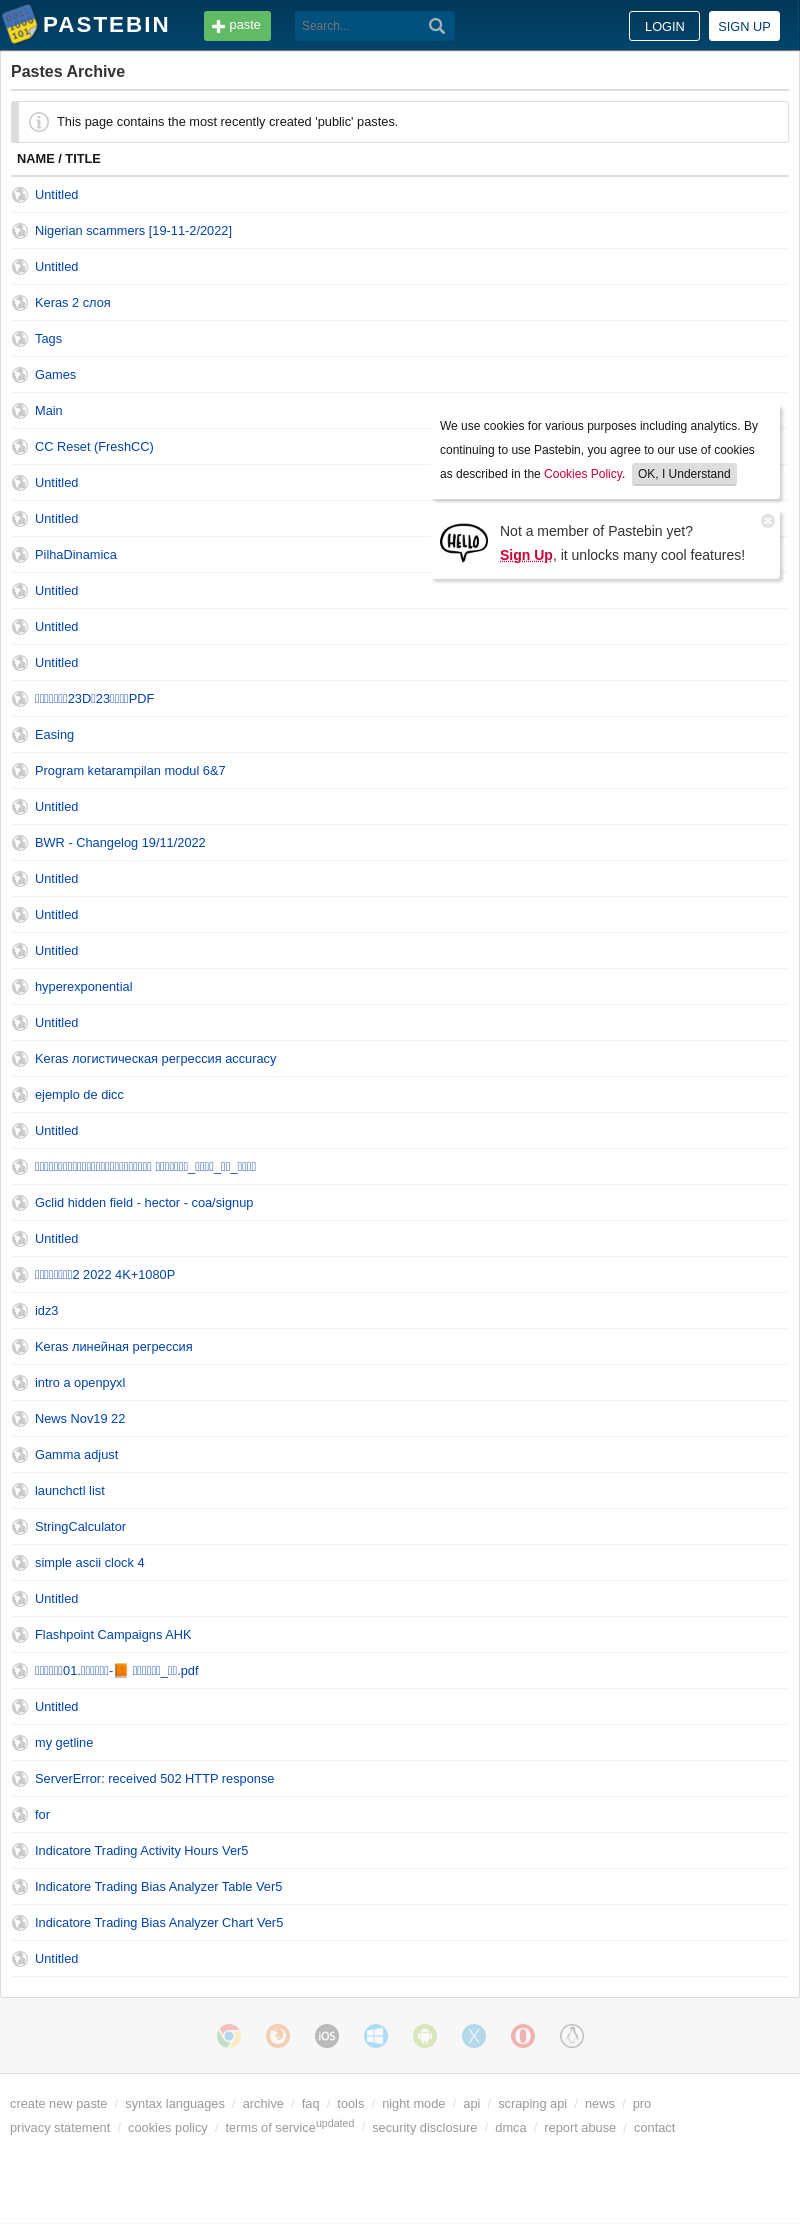 PASTEBIN
paste
Search...
LOGIN
SIGN UP
Pastes Archive
This page contains the most recently created 'public' pastes.
NAME / TITLE
Untitled
Nigerian scammers [19-11-2/2022]
Untitled
Keras 2 слоя
Tags
Games
Main
CC Reset (FreshCC)
Untitled
Untitled
PilhaDinamica
Untitled
Untitled
Untitled
23D 23 PDF
Easing
Program ketarampilan modul 6&7
Untitled
BWR - Changelog 19/11/2022
Untitled
Untitled
Untitled
hyperexponential
Untitled
Keras логистическая регрессия accuracy
ejemplo de dicc
Untitled
Gclid hidden field - hector - coa/signup
Untitled
2 2022 4K+1080P
idz3
Keras линейная регрессия
intro a openpyxl
News Nov19 22
Gamma adjust
launchctl list
StringCalculator
simple ascii clock 4
Untitled
Flashpoint Campaigns AHK
01. -📙 _ .pdf
Untitled
my getline
ServerError: received 502 HTTP response
for
Indicatore Trading Activity Hours Ver5
Indicatore Trading Bias Analyzer Table Ver5
Indicatore Trading Bias Analyzer Chart Ver5
Untitled
We use cookies for various purposes including analytics. By
continuing to use Pastebin, you agree to our use of cookies
as described in the Cookies Policy. OK, I Understand
HELLO
Not a member of Pastebin yet?
Sign Up, it unlocks many cool features!
iOS
create new paste / syntax languages / archive / faq / tools / night mode / api / scraping api / news / pro
privacy statement / cookies policy / terms of service updated / security disclosure / dmca / report abuse / contact